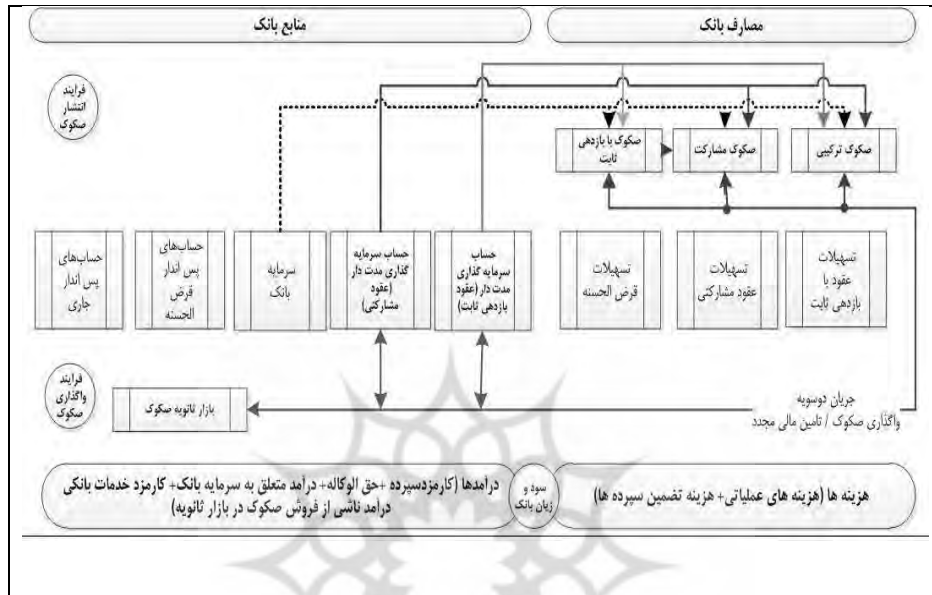 مصارف بانک
منابع بانک
فرایند
انتشار
صکوک
صکوک ترکیبی
صکوک مشارکت
صکوک با بازدهی
ثابت
تسهیلات
عقود با
بازدهی ثابت
تسهیلات
عقود مشارکتی
تسهیلات
قرض الحسنه
حساب
سرمایه گذاری
مدت دار (عقود
بازدهی ثابت)
حساب سرمایه
گذاری مدت دار
(عقود
مشارکتی)
سرمایه
بانک
حساب‌های
پس انداز
قرض
الحسنه
حساب‌های
پس انداز
جاری
فرایند
واگذاری
صکوک
جریان دوسویه
واگذاری صکوک / تامین مالی مجدد
بازار ثانویه صکوک
هزینه ها (هزینه های عملیاتی+ هزینه تضمین سپرده ها)
سود و
زیان بانک
درآمدها (کارمزدسپرده +حق الوکاله+ درآمد متعلق به سرمایه بانک+ کارمزد خدمات بانکی
درآمد ناشی از فروش صکوک در بازار ثانویه)